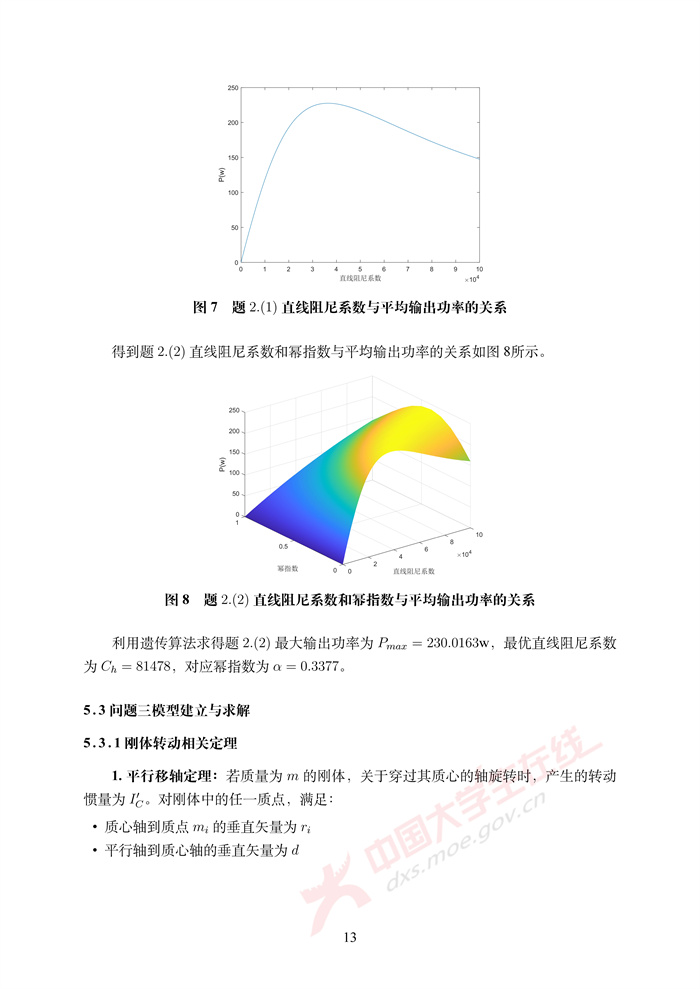 250
200
150
100
50
0
P(w)
0 1 2 3 4 5 6 7 8 9 10
直线阻尼系数 ×10⁴
图 7 题 2.(1) 直线阻尼系数与平均输出功率的关系
得到题 2.(2) 直线阻尼系数和幂指数与平均输出功率的关系如图 8所示。
250
200
150
100
50
0
P(w)
1
0.5
0
幂指数
0
2
4
6
8
10
×10⁴
直线阻尼系数
图 8 题 2.(2) 直线阻尼系数和幂指数与平均输出功率的关系
利用遗传算法求得题 2.(2) 最大输出功率为 Pmax = 230.0163w，最优直线阻尼系数
为 Ch = 81478，对应幂指数为 α = 0.3377。
5.3 问题三模型建立与求解
5.3.1 刚体转动相关定理
1. 平行移轴定理：若质量为 m 的刚体，关于穿过其质心的轴旋转时，产生的转动
惯量为 I′C。对刚体中的任一质点，满足：
• 质心轴到质点 mi 的垂直矢量为 ri
• 平行轴到质心轴的垂直矢量为 d
中国大学生在线
dxs.moe.gov.cn
13